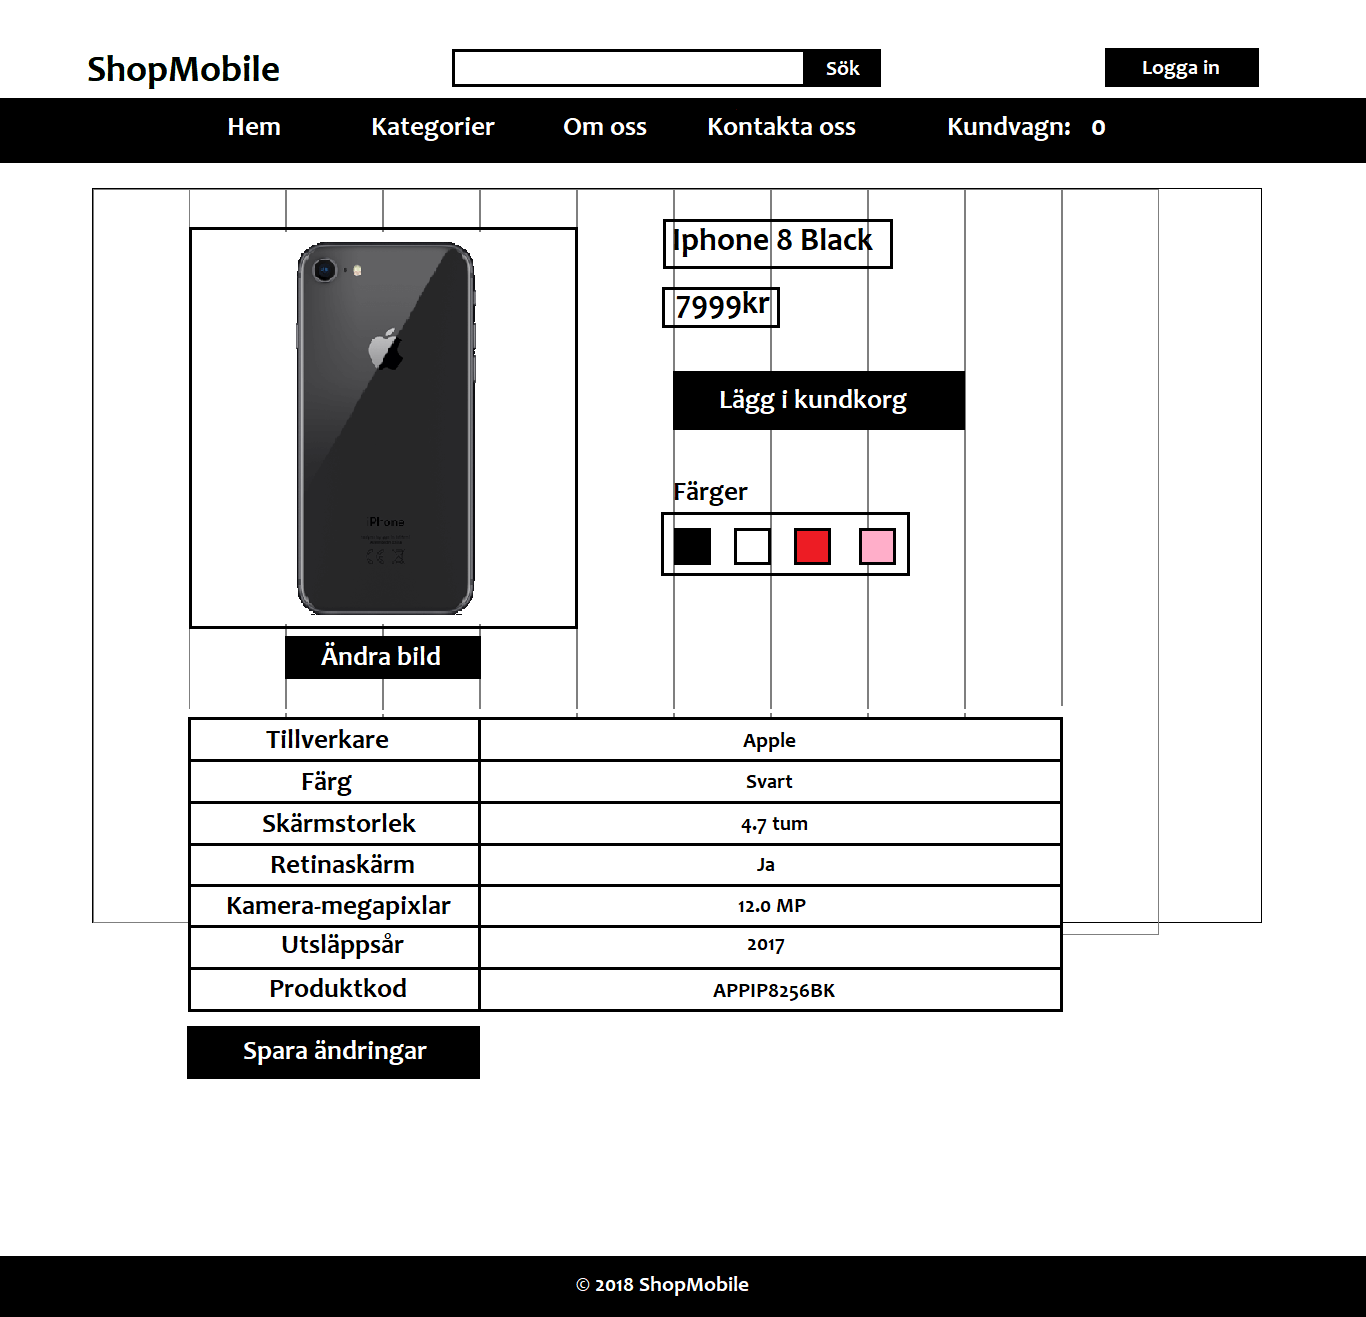 ShopMobile
Sök
Logga in
Hem Kategorier Om oss Kontakta oss Kundvagn: 0
Iphone 8 Black
7999kr
Lägg i kundkorg
Färger
iPhone
Ändra bild
Tillverkare Apple
Färg Svart
Skärmstorlek 4.7 tum
Retinaskärm Ja
Kamera-megapixlar 12.0 MP
Utsläppsår 2017
Produktkod APPIP8256BK
Spara ändringar
© 2018 ShopMobile